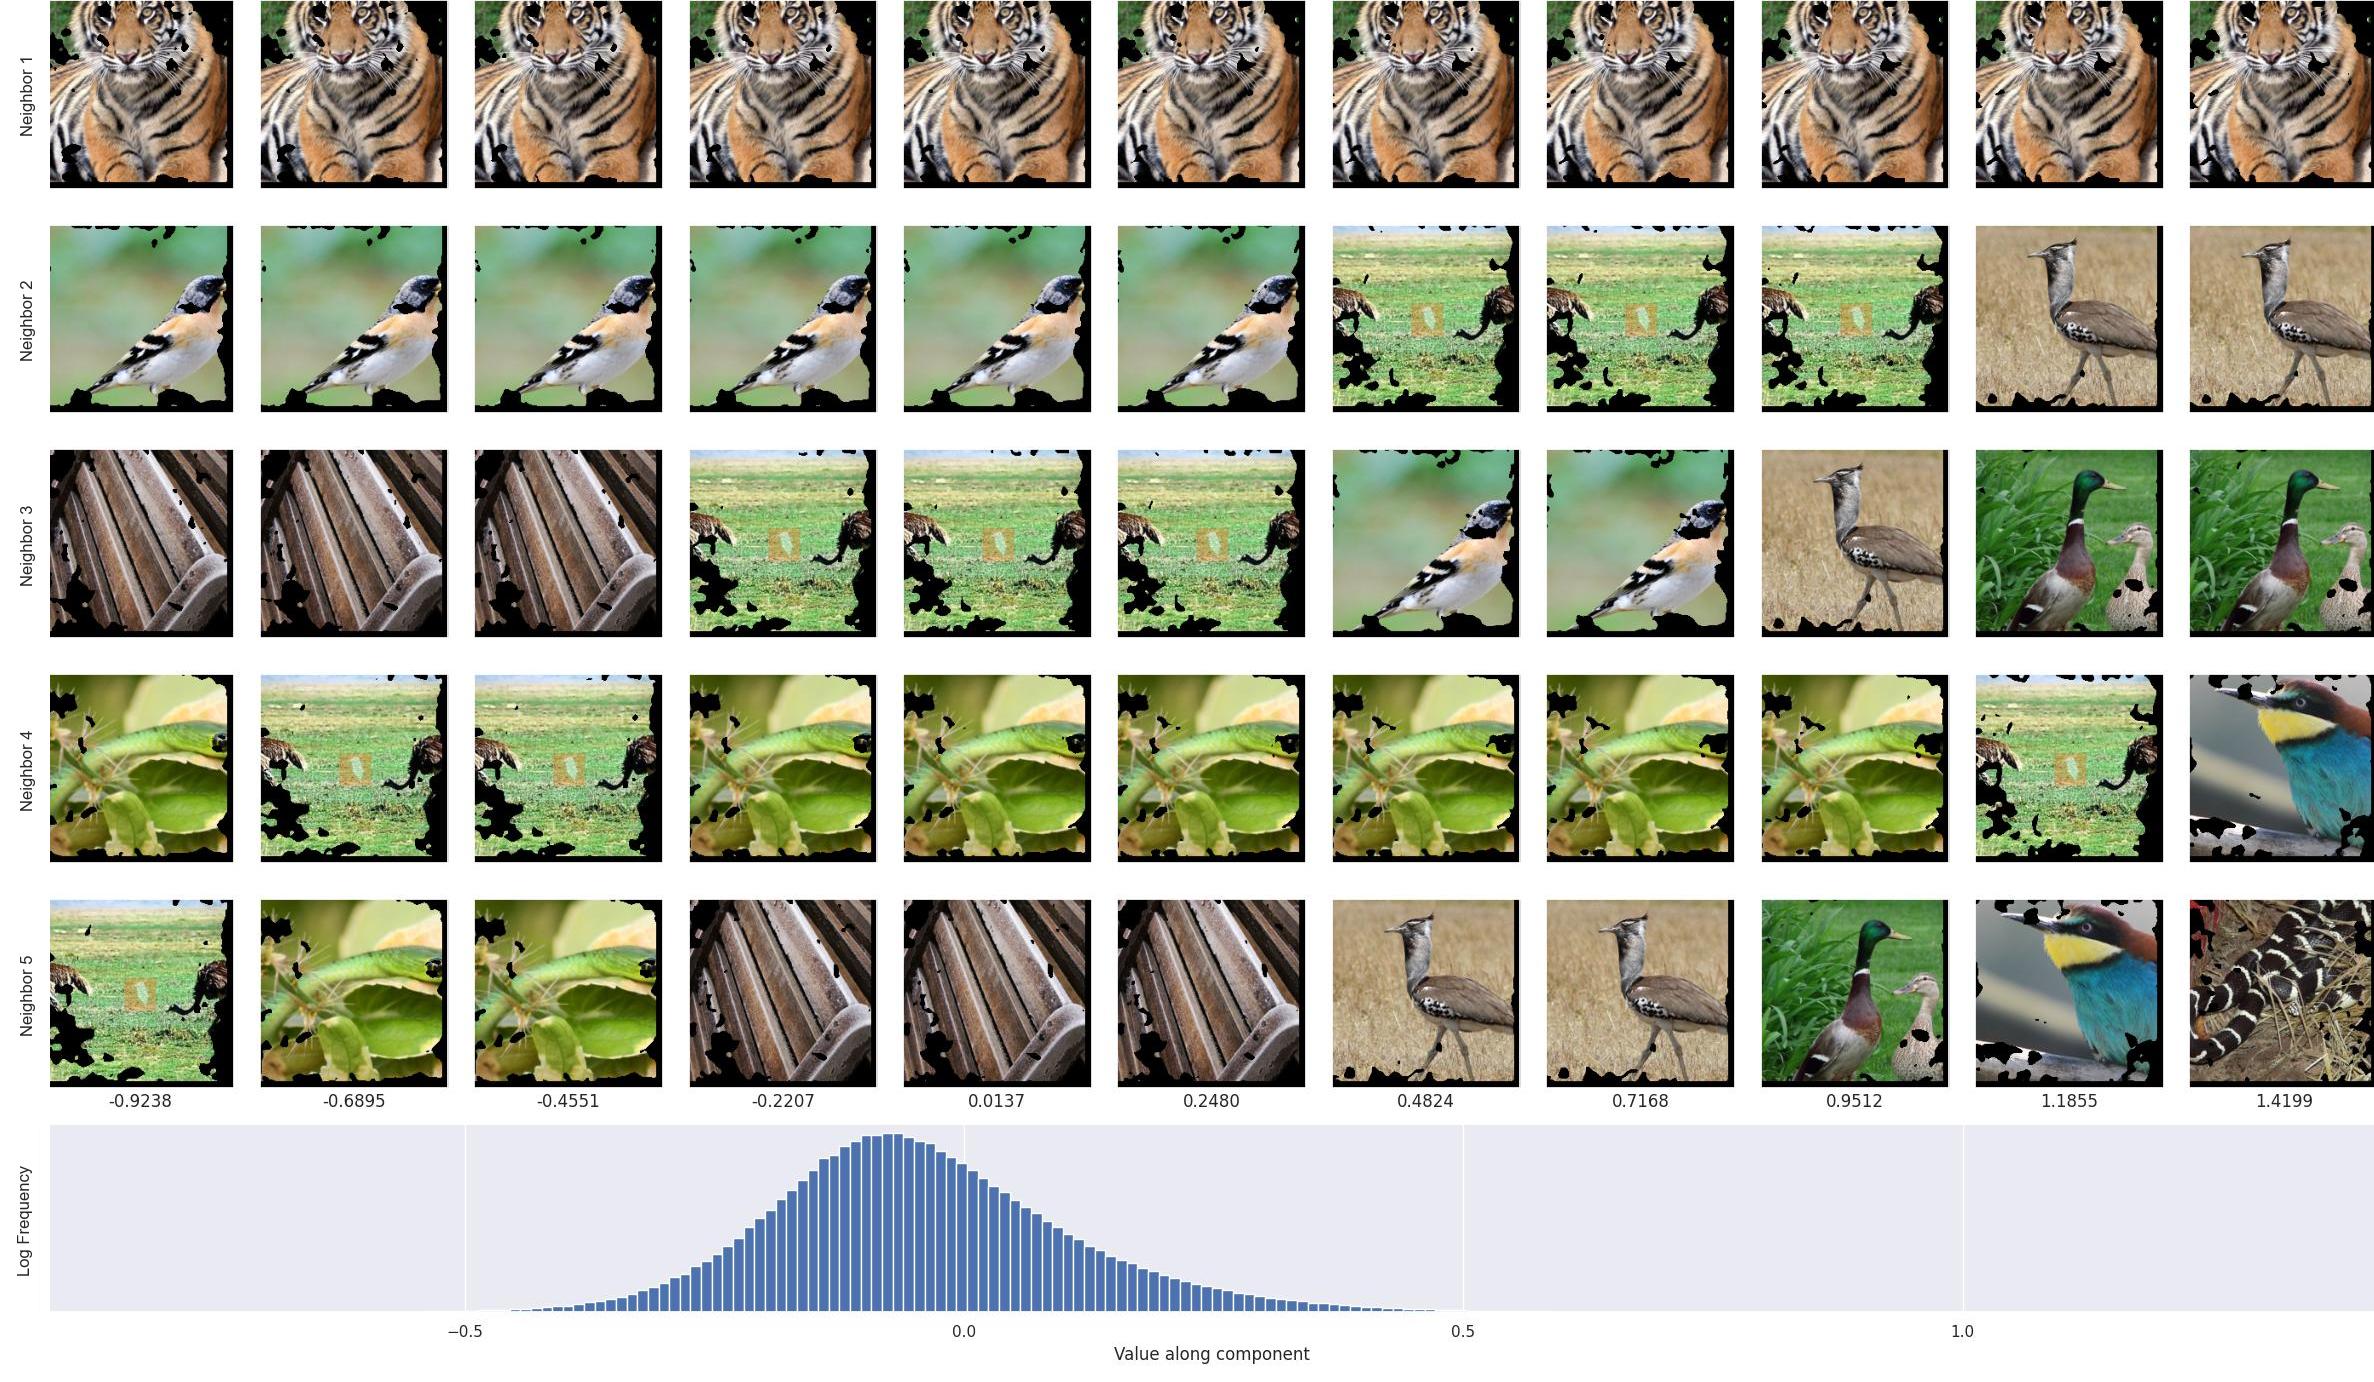 Neighbor 1
Neighbor 2
Neighbor 3
Neighbor 4
Neighbor 5
-0.9238 -0.6895 -0.4551 -0.2207 0.0137 0.2480 0.4824 0.7168 0.9512 1.1855 1.4199
Log Frequency
−0.5 0.0 0.5 1.0
Value along component